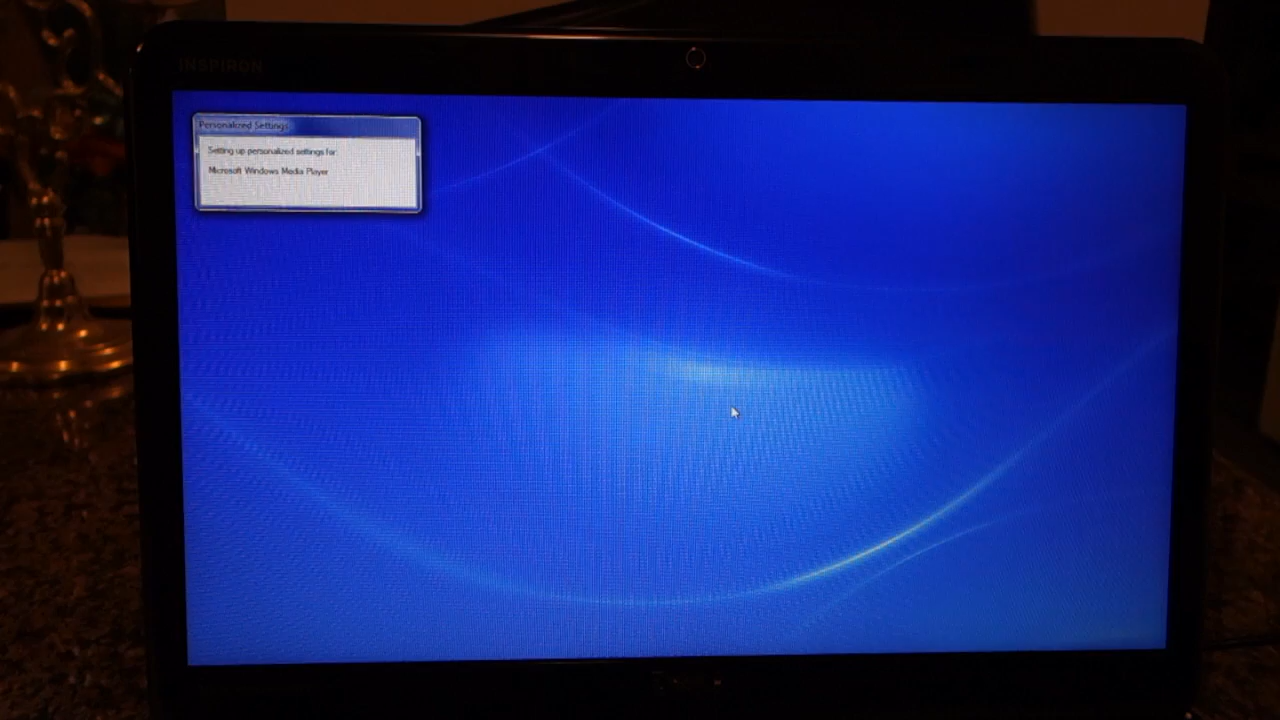 INSPIRON
Personalized Settings
Setting up personalized settings for:
Microsoft Windows Media Player